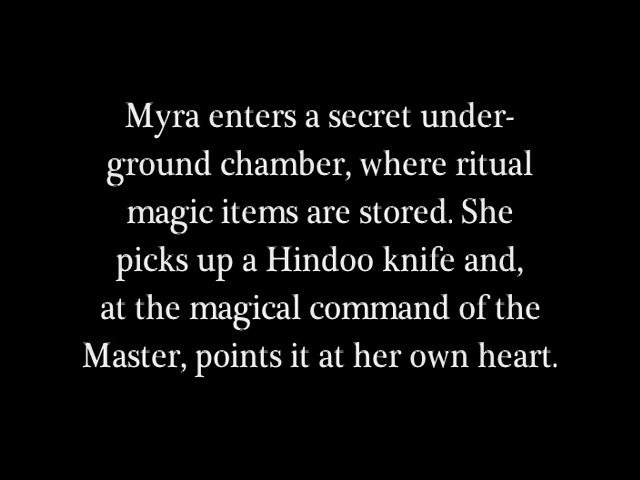 Myra enters a secret under-
ground chamber, where ritual
magic items are stored. She
picks up a Hindoo knife and,
at the magical command of the
Master, points it at her own heart.